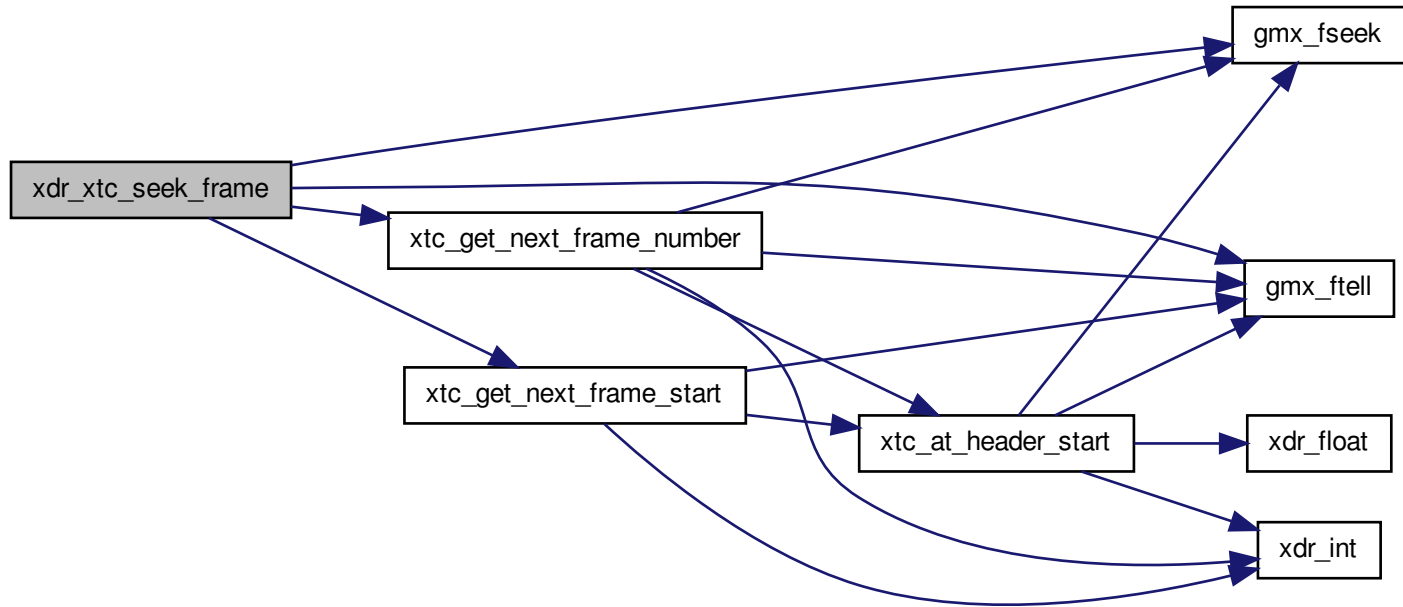 gmx_fseek
xdr_xtc_seek_frame
xtc_get_next_frame_number
gmx_ftell
xtc_get_next_frame_start
xtc_at_header_start
xdr_float
xdr_int